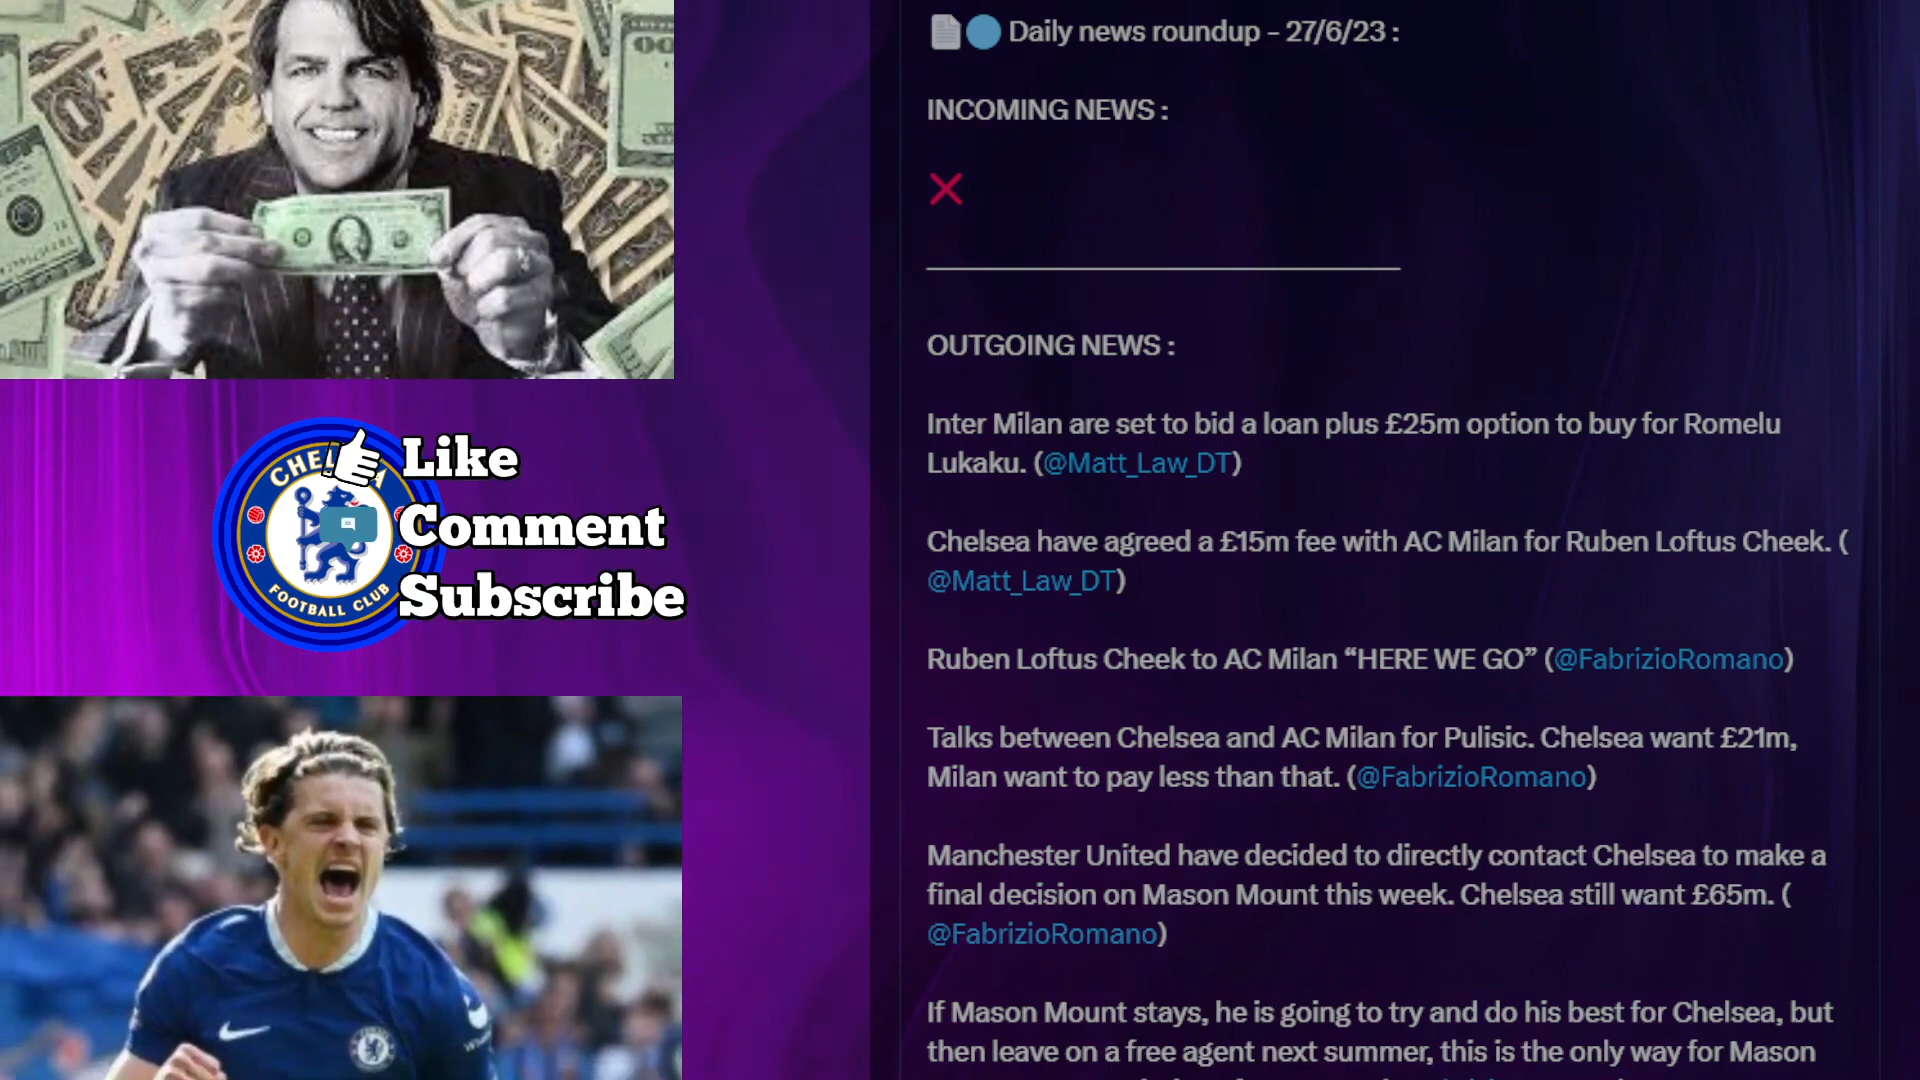 Daily news roundup - 27/6/23 :
INCOMING NEWS :
OUTGOING NEWS :
Inter Milan are set to bid a loan plus £25m option to buy for Romelu
Lukaku. (@Matt_Law_DT)
Chelsea have agreed a £15m fee with AC Milan for Ruben Loftus Cheek. (
@Matt_Law_DT)
Ruben Loftus Cheek to AC Milan “HERE WE GO” (@FabrizioRomano)
Talks between Chelsea and AC Milan for Pulisic. Chelsea want £21m,
Milan want to pay less than that. (@FabrizioRomano)
Manchester United have decided to directly contact Chelsea to make a
final decision on Mason Mount this week. Chelsea still want £65m. (
@FabrizioRomano)
If Mason Mount stays, he is going to try and do his best for Chelsea, but
then leave on a free agent next summer, this is the only way for Mason
Like
Comment
Subscribe
FOOTBALL CLUB